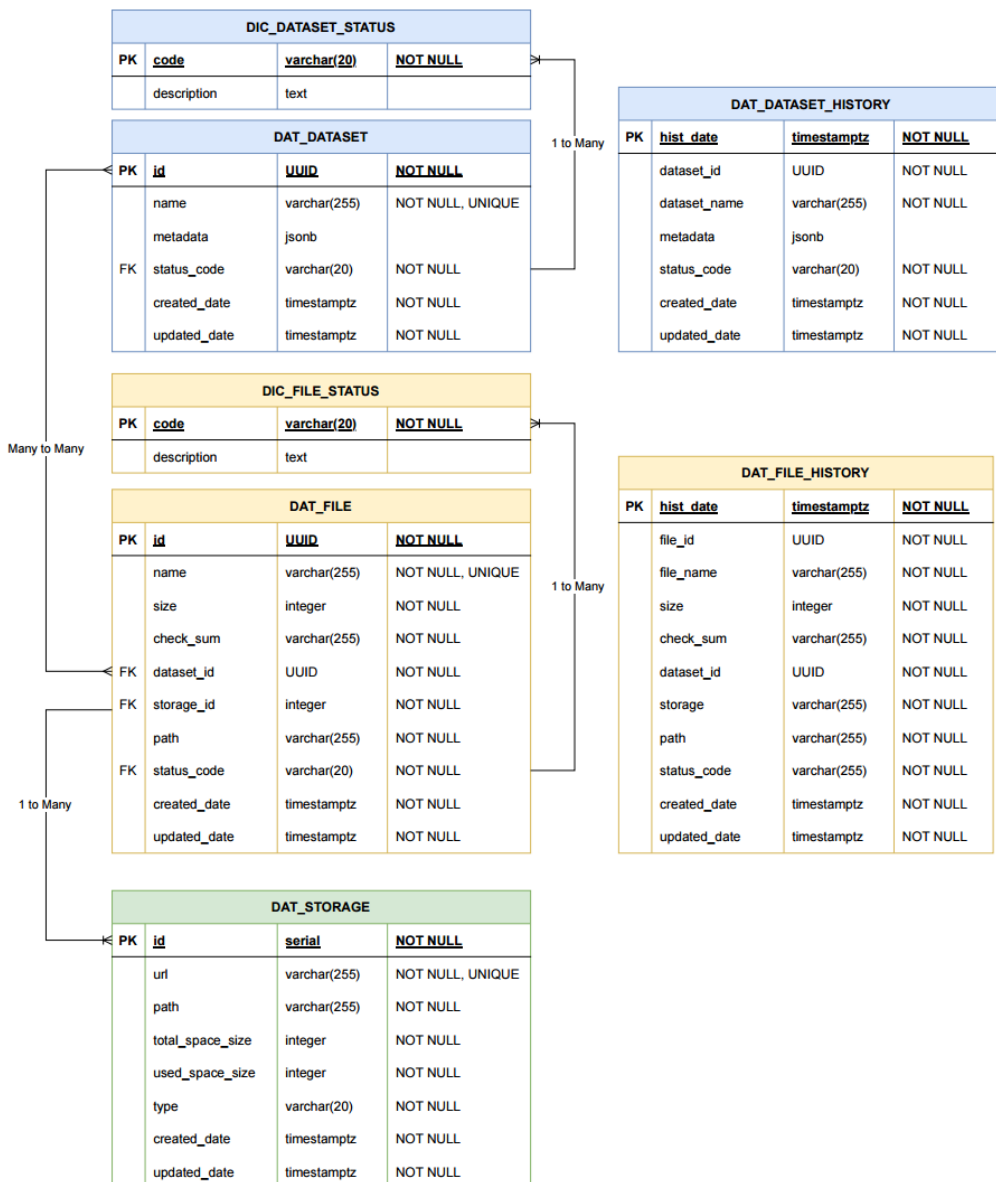 DIC_DATASET_STATUS
PK code varchar(20) NOT NULL
description text
DAT_DATASET
PK id UUID NOT NULL
name varchar(255) NOT NULL, UNIQUE
metadata jsonb
FK status_code varchar(20) NOT NULL
created_date timestamptz NOT NULL
updated_date timestamptz NOT NULL
1 to Many
DAT_DATASET_HISTORY
PK hist_date timestamptz NOT NULL
dataset_id UUID NOT NULL
dataset_name varchar(255) NOT NULL
metadata jsonb
status_code varchar(20) NOT NULL
created_date timestamptz NOT NULL
updated_date timestamptz NOT NULL
Many to Many
DIC_FILE_STATUS
PK code varchar(20) NOT NULL
description text
DAT_FILE
PK id UUID NOT NULL
name varchar(255) NOT NULL, UNIQUE
size integer NOT NULL
check_sum varchar(255) NOT NULL
FK dataset_id UUID NOT NULL
FK storage_id integer NOT NULL
path varchar(255) NOT NULL
FK status_code varchar(20) NOT NULL
created_date timestamptz NOT NULL
updated_date timestamptz NOT NULL
1 to Many
DAT_FILE_HISTORY
PK hist_date timestamptz NOT NULL
file_id UUID NOT NULL
file_name varchar(255) NOT NULL
size integer NOT NULL
check_sum varchar(255) NOT NULL
dataset_id UUID NOT NULL
storage varchar(255) NOT NULL
path varchar(255) NOT NULL
status_code varchar(255) NOT NULL
created_date timestamptz NOT NULL
updated_date timestamptz NOT NULL
1 to Many
DAT_STORAGE
PK id serial NOT NULL
url varchar(255) NOT NULL, UNIQUE
path varchar(255) NOT NULL
total_space_size integer NOT NULL
used_space_size integer NOT NULL
type varchar(20) NOT NULL
created_date timestamptz NOT NULL
updated_date timestamptz NOT NULL